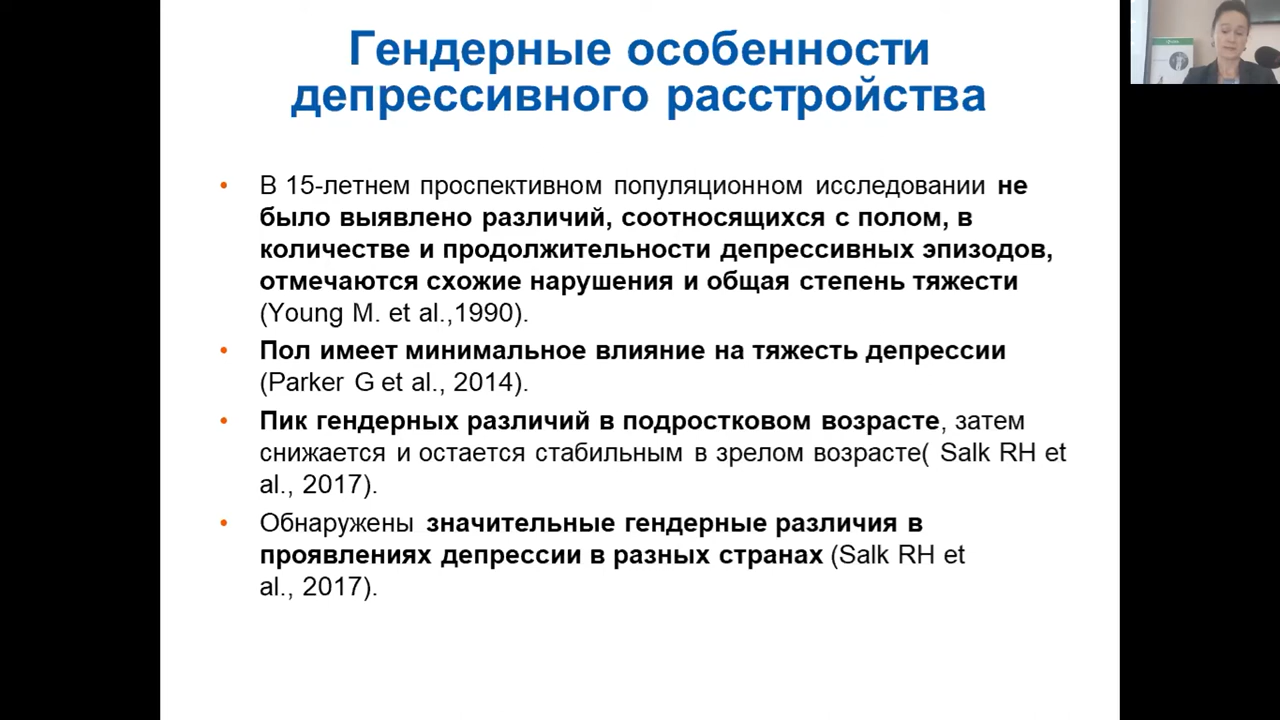 Гендерные особенности
депрессивного расстройства
• В 15-летнем проспективном популяционном исследовании не
было выявлено различий, соотносящихся с полом, в
количестве и продолжительности депрессивных эпизодов,
отмечаются схожие нарушения и общая степень тяжести
(Young M. et al.,1990).
• Пол имеет минимальное влияние на тяжесть депрессии
(Parker G et al., 2014).
• Пик гендерных различий в подростковом возрасте, затем
снижается и остается стабильным в зрелом возрасте( Salk RH et
al., 2017).
• Обнаружены значительные гендерные различия в
проявлениях депрессии в разных странах (Salk RH et
al., 2017).